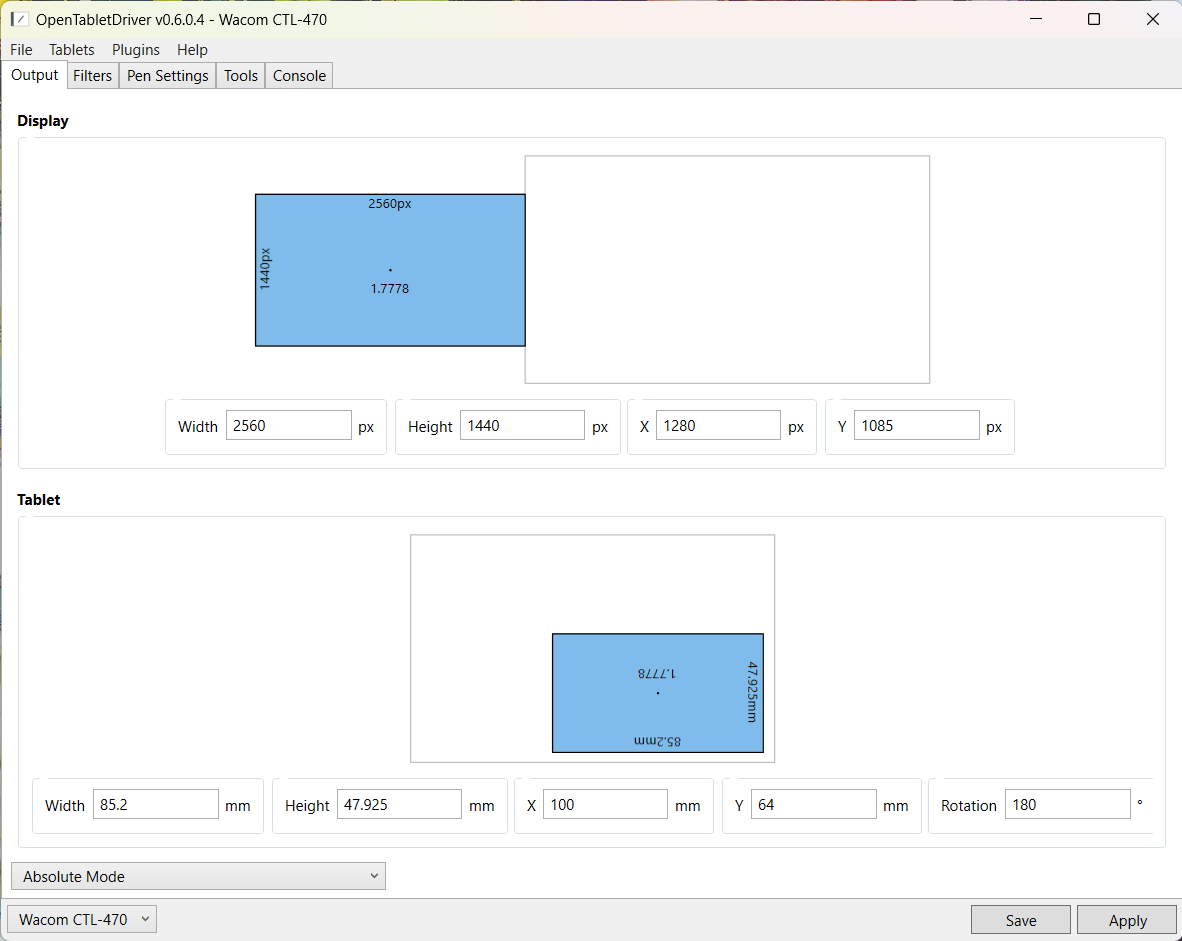 OpenTabletDriver v0.6.0.4 - Wacom CTL-470
File Tablets Plugins Help
Output Filters Pen Settings Tools Console
Display
2560px
1440px
1.7778
Width 2560 px Height 1440 px X 1280 px Y 1085 px
Tablet
1.7778
47.925mm
85.2mm
Width 85.2 mm Height 47.925 mm X 100 mm Y 64 mm Rotation 180 °
Absolute Mode
Wacom CTL-470 Save Apply